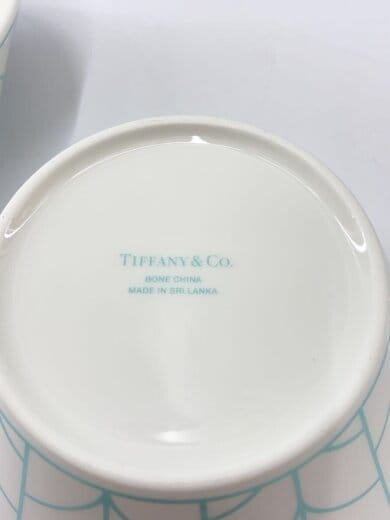 TIFFANY & CO.
BONE CHINA
MADE IN SRI LANKA